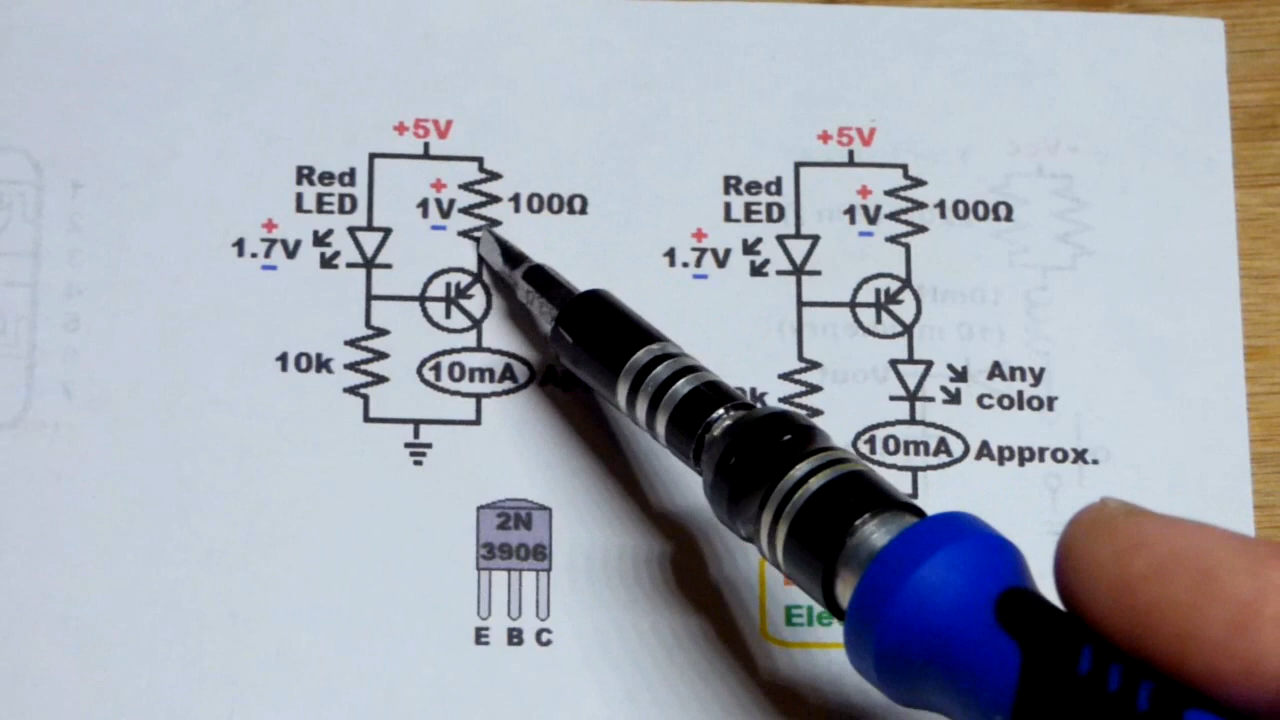 +5V
Red
LED
+
1V
-
100Ω
+
1.7V
-
10k
10mA
+5V
Red
LED
+
1V
-
100Ω
+
1.7V
-
k
Any
color
10mA Approx.
2N
3906
E B C
Ele